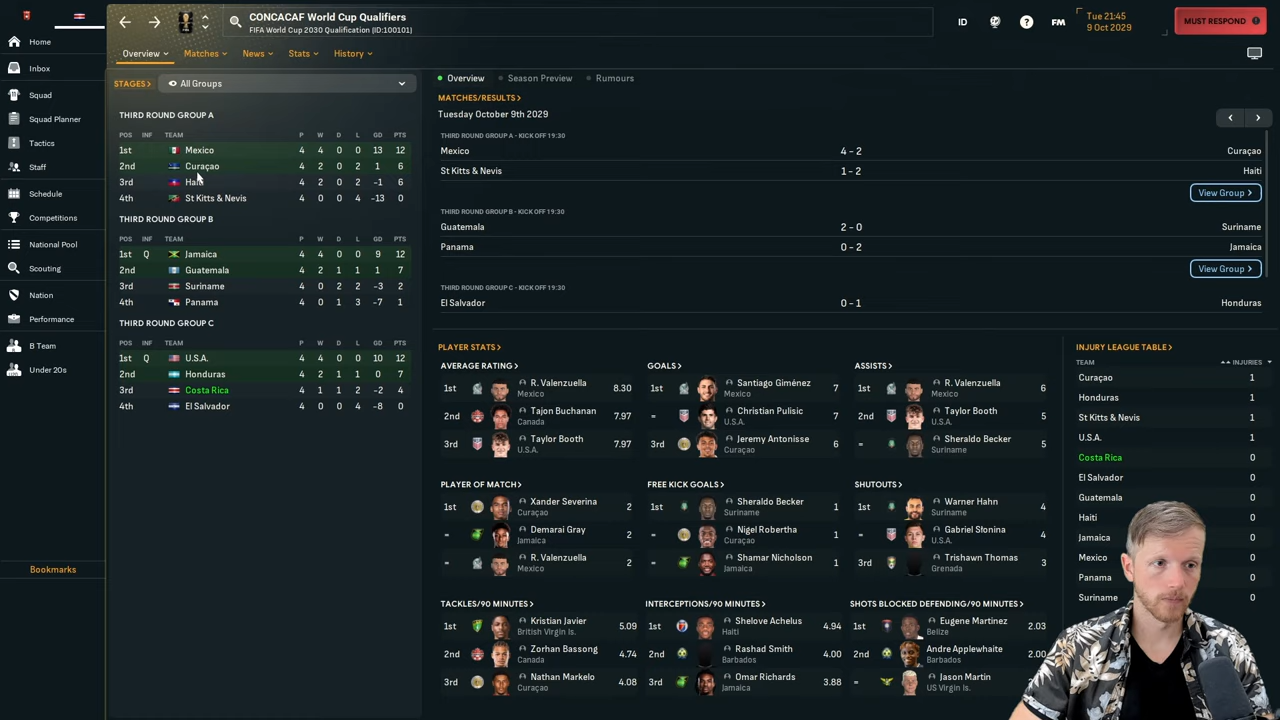 CONCACAF World Cup Qualifiers
FIFA World Cup 2030 Qualification (ID:100101)
ID
FM
Tue 21:45
9 Oct 2029
MUST RESPOND
Overview
Matches
News
Stats
History
Home
Inbox
Squad
Squad Planner
Tactics
Staff
Schedule
Competitions
National Pool
Scouting
Nation
Performance
B Team
Under 20s
Bookmarks
STAGES
All Groups
THIRD ROUND GROUP A
POS INF TEAM P W D L GD PTS
1st Mexico 4 4 0 0 13 12
2nd Curaçao 4 2 0 2 1 6
3rd Haiti 4 2 0 2 -1 6
4th St Kitts & Nevis 4 0 0 4 -13 0
THIRD ROUND GROUP B
POS INF TEAM P W D L GD PTS
1st Q Jamaica 4 4 0 0 9 12
2nd Guatemala 4 2 1 1 1 7
3rd Suriname 4 0 2 2 -3 2
4th Panama 4 0 1 3 -7 1
THIRD ROUND GROUP C
POS INF TEAM P W D L GD PTS
1st Q U.S.A. 4 4 0 0 10 12
2nd Honduras 4 2 1 1 0 7
3rd Costa Rica 4 1 1 2 -2 4
4th El Salvador 4 0 0 4 -8 0
Overview Season Preview Rumours
MATCHES/RESULTS
Tuesday October 9th 2029
THIRD ROUND GROUP A - KICK OFF 19:30
Mexico 4 - 2 Curaçao
St Kitts & Nevis 1 - 2 Haiti
View Group
THIRD ROUND GROUP B - KICK OFF 19:30
Guatemala 2 - 0 Suriname
Panama 0 - 2 Jamaica
View Group
THIRD ROUND GROUP C - KICK OFF 19:30
El Salvador 0 - 1 Honduras
PLAYER STATS
AVERAGE RATING
1st R. Valenzuella 8.30
Mexico
2nd Tajon Buchanan 7.97
Canada
3rd Taylor Booth 7.97
U.S.A.
GOALS
1st Santiago Giménez 7
Mexico
= Christian Pulisic 7
U.S.A.
3rd Jeremy Antonisse 6
Curaçao
ASSISTS
1st R. Valenzuella 6
Mexico
2nd Taylor Booth 5
U.S.A.
= Sheraldo Becker 5
Suriname
PLAYER OF MATCH
1st Xander Severina 2
Curaçao
= Demarai Gray 2
Jamaica
= R. Valenzuella 2
Mexico
FREE KICK GOALS
1st Sheraldo Becker 1
Suriname
= Nigel Robertha 1
Curaçao
= Shamar Nicholson 1
Jamaica
SHUTOUTS
1st Warner Hahn 4
Suriname
= Gabriel Slonina 4
U.S.A.
3rd Trishawn Thomas 3
Grenada
TACKLES/90 MINUTES
1st Kristian Javier 5.09
British Virgin Is.
2nd Zorhan Bassong 4.74
Canada
3rd Nathan Markelo 4.08
Curaçao
INTERCEPTIONS/90 MINUTES
1st Shelove Achelus 4.94
Haiti
2nd Rashad Smith 4.00
Barbados
3rd Omar Richards 3.88
Jamaica
SHOTS BLOCKED DEFENDING/90 MINUTES
1st Eugene Martinez 2.03
Belize
2nd Andre Applewhaite 2.00
Barbados
= Jason Martin
US Virgin Is.
INJURY LEAGUE TABLE
TEAM INJURIES
Curaçao 1
Honduras 1
St Kitts & Nevis 1
U.S.A. 1
Costa Rica 0
El Salvador 0
Guatemala 0
Haiti 0
Jamaica 0
Mexico 0
Panama 0
Suriname 0